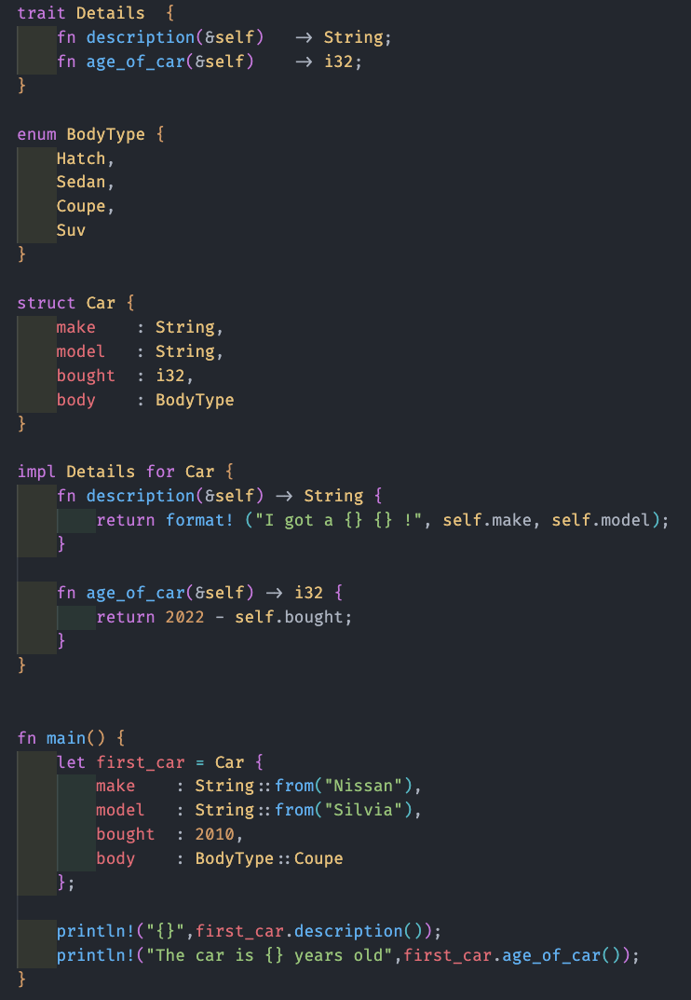 trait Details  {
    fn description(&self)   -> String;
    fn age_of_car(&self)    -> i32;
}

enum BodyType {
    Hatch,
    Sedan,
    Coupe,
    Suv
}

struct Car {
    make    : String,
    model   : String,
    bought  : i32,
    body    : BodyType
}

impl Details for Car {
    fn description(&self) -> String {
        return format! ("I got a {} {} !", self.make, self.model);
    }

    fn age_of_car(&self) -> i32 {
        return 2022 - self.bought;
    }
}


fn main() {
    let first_car = Car {
        make    : String::from("Nissan"),
        model   : String::from("Silvia"),
        bought  : 2010,
        body    : BodyType::Coupe
    };

    println!("{}",first_car.description());
    println!("The car is {} years old",first_car.age_of_car());
}